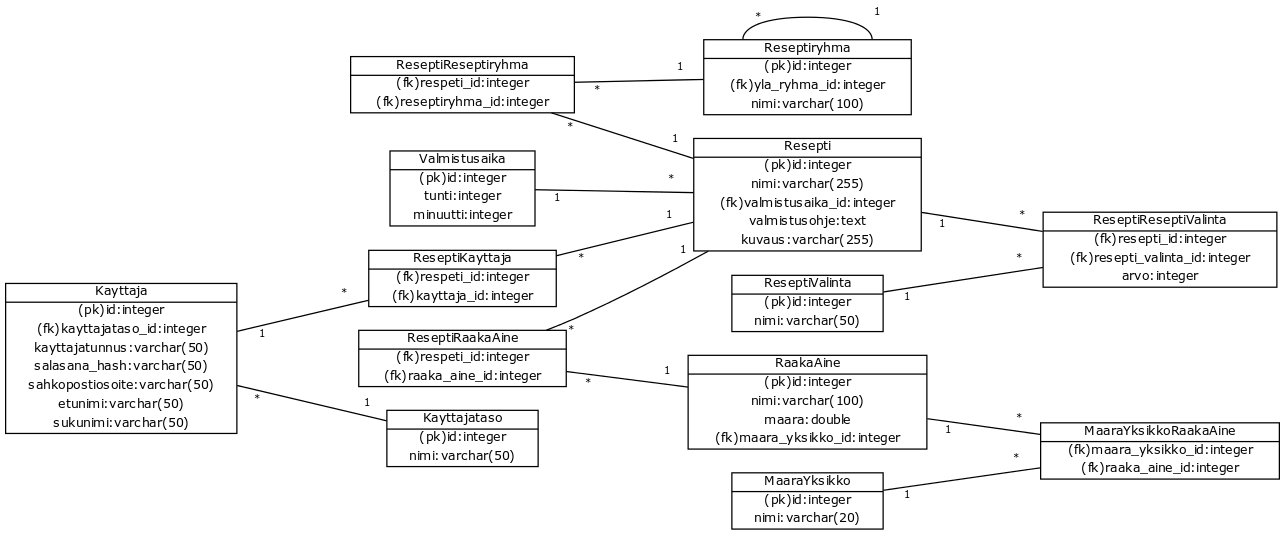 * 1
Reseptiryhma
(pk)id:integer
(fk)yla_ryhma_id:integer
nimi:varchar(100)
ReseptiReseptiryhma
(fk)respeti_id:integer
(fk)reseptiryhma_id:integer
1
*
*
1
Resepti
(pk)id:integer
nimi:varchar(255)
(fk)valmistusaika_id:integer
valmistusohje:text
kuvaus:varchar(255)
Valmistusaika
(pk)id:integer
tunti:integer
minuutti:integer
*
1
1
*
ReseptiKayttaja
(fk)respeti_id:integer
(fk)kayttaja_id:integer
1
*
*
1
ReseptiReseptiValinta
(fk)resepti_id:integer
(fk)resepti_valinta_id:integer
arvo:integer
*
1
ReseptiValinta
(pk)id:integer
nimi:varchar(50)
Kayttaja
(pk)id:integer
(fk)kayttajataso_id:integer
kayttajatunnus:varchar(50)
salasana_hash:varchar(50)
sahkopostiosoite:varchar(50)
etunimi:varchar(50)
sukunimi:varchar(50)
*
1
*
1
ReseptiRaakaAine
(fk)respeti_id:integer
(fk)raaka_aine_id:integer
*
1
Kayttajataso
(pk)id:integer
nimi:varchar(50)
RaakaAine
(pk)id:integer
nimi:varchar(100)
maara:double
(fk)maara_yksikko_id:integer
*
1
MaaraYksikkoRaakaAine
(fk)maara_yksikko_id:integer
(fk)raaka_aine_id:integer
*
1
MaaraYksikko
(pk)id:integer
nimi:varchar(20)